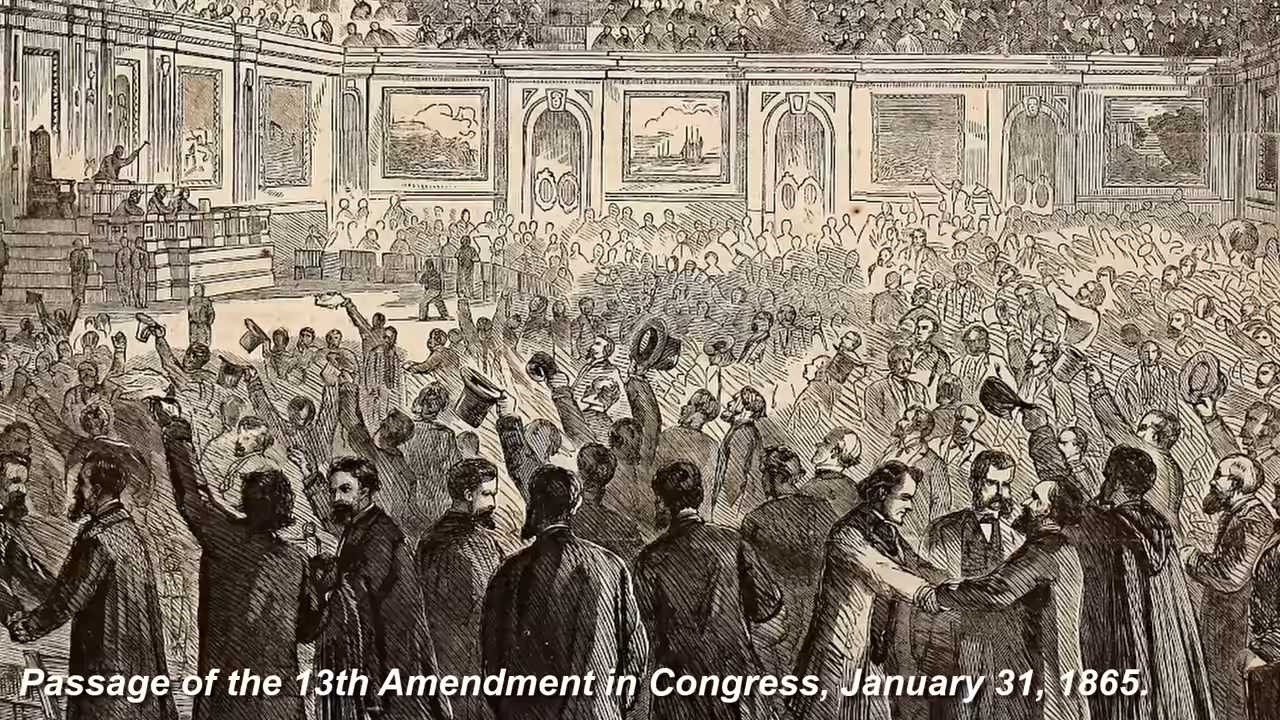 Passage of the 13th Amendment in Congress, January 31, 1865.